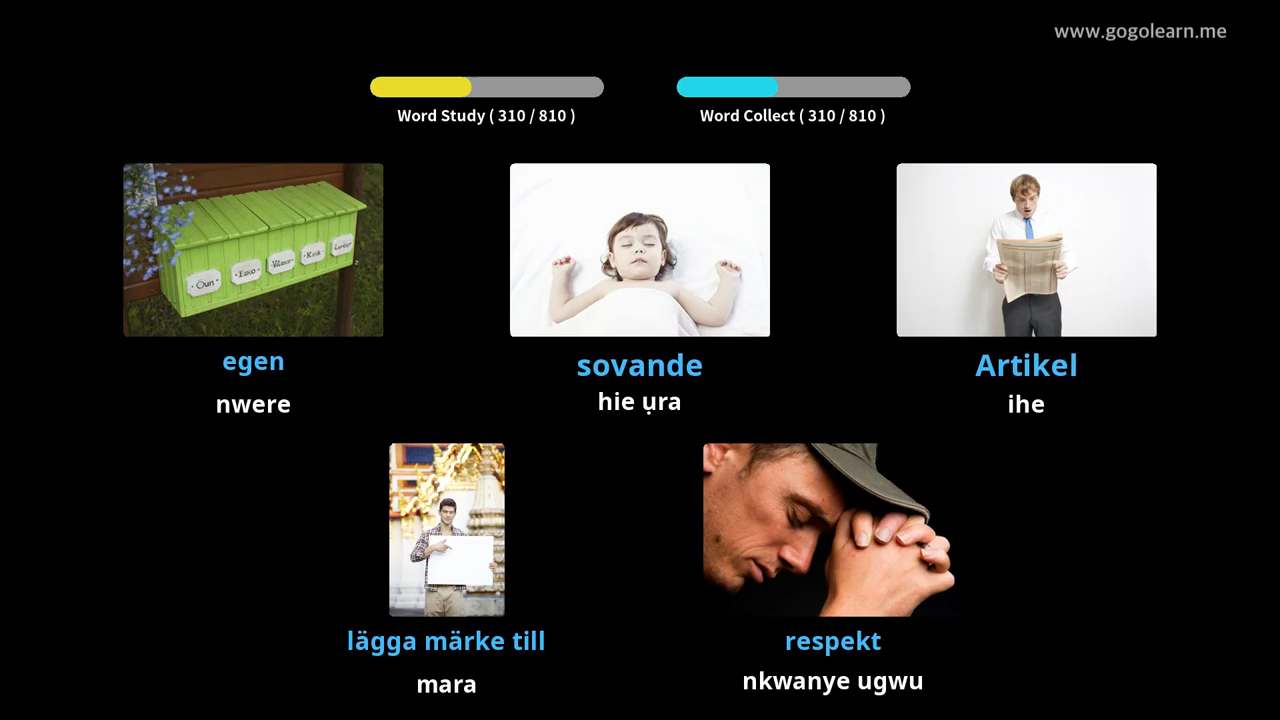 www.gogolearn.me
Word Study ( 310 / 810 )
Word Collect ( 310 / 810 )
egen
nwere
sovande
hie ụra
Artikel
ihe
lägga märke till
mara
respekt
nkwanye ugwu